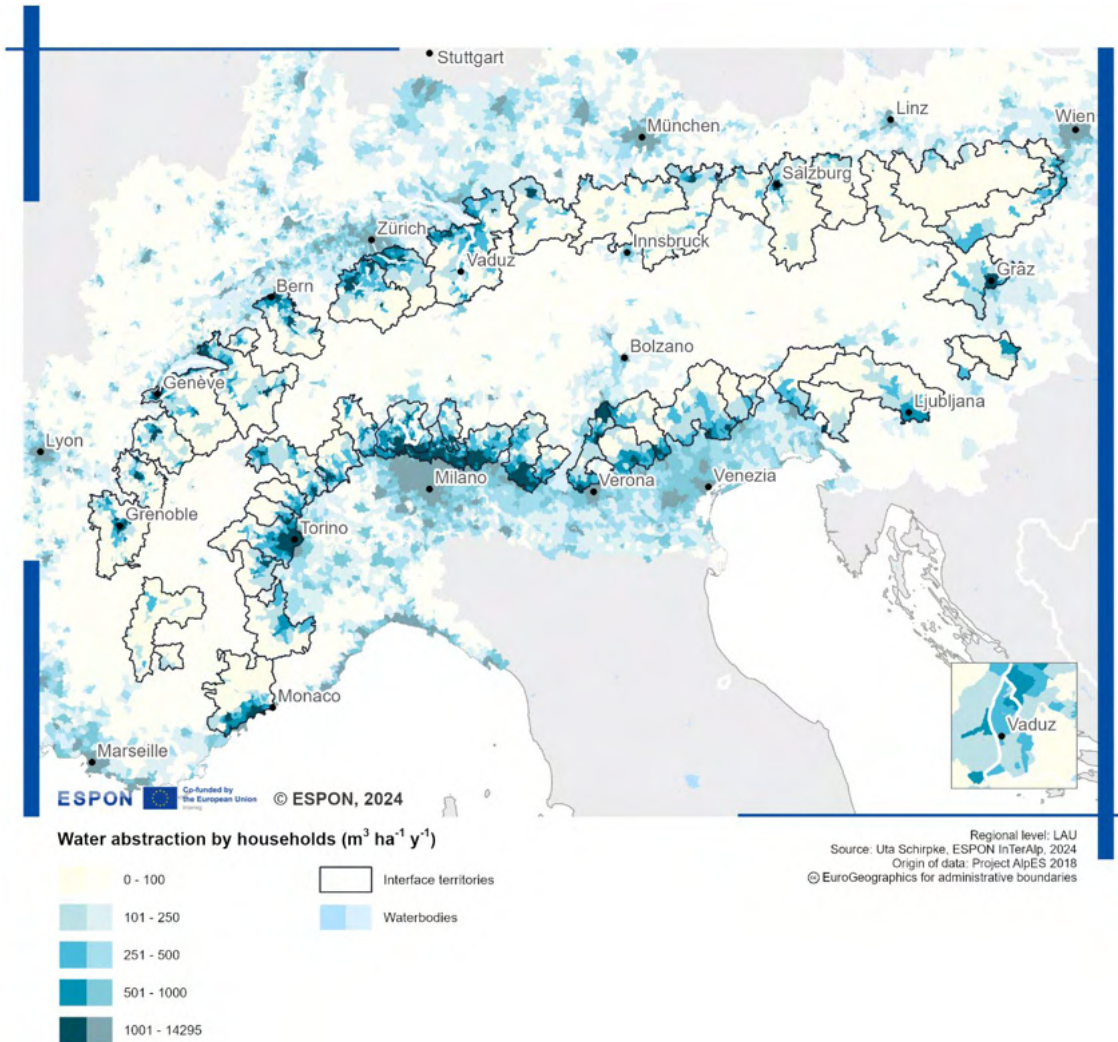 Stuttgart
Linz
Wien
München
Salzburg
Zürich
Innsbruck
Vaduz
Graz
Bern
Bolzano
Genève
Ljubljana
Lyon
Milano
Verona
Venezia
Grenoble
Torino
Monaco
Vaduz
Marseille
ESPON
Co-funded by
the European Union
Interreg
© ESPON, 2024
Water abstraction by households (m³ ha⁻¹ y⁻¹)
Regional level: LAU
Source: Uta Schirpke, ESPON InTerAlp, 2024
Origin of data: Project AlpES 2018
© EuroGeographics for administrative boundaries
0 - 100
Interface territories
101 - 250
Waterbodies
251 - 500
501 - 1000
1001 - 14295